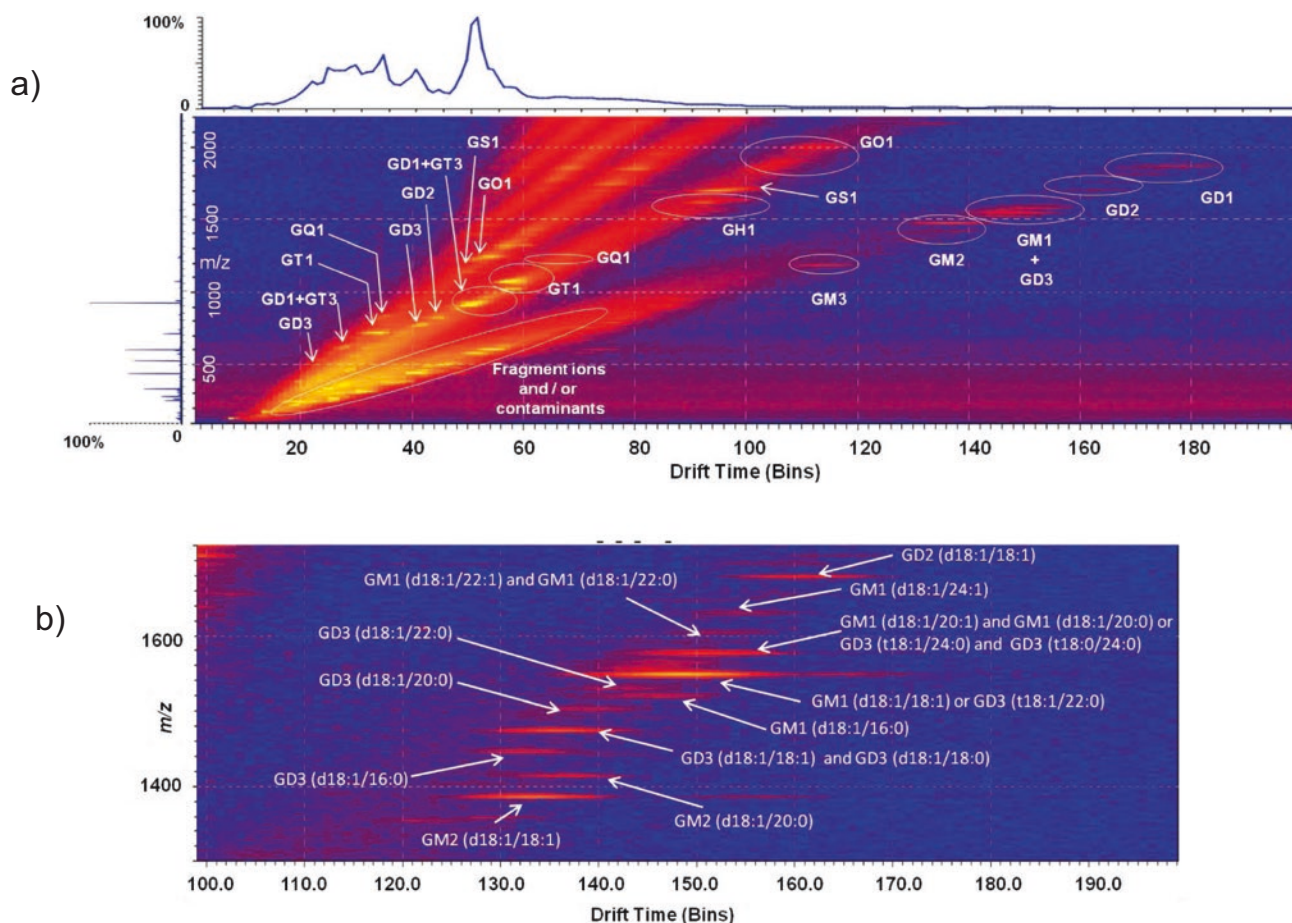 a)
100%
0
2000
1500
m/z
1000
500
100%
0
GS1
GD1+GT3
GD2
GO1
GD3
GQ1
GT1
GD1+GT3
GD3
GO1
GS1
GH1
GQ1
GT1
GM3
GM2
GM1
+
GD3
GD2
GD1
Fragment ions
and / or
contaminants
20 40 60 80 100 120 140 160 180
Drift Time (Bins)
b)
GD2 (d18:1/18:1)
GM1 (d18:1/22:1) and GM1 (d18:1/22:0)
GM1 (d18:1/24:1)
GM1 (d18:1/20:1) and GM1 (d18:1/20:0) or
GD3 (t18:1/24:0) and GD3 (t18:0/24:0)
GD3 (d18:1/22:0)
GD3 (d18:1/20:0)
GM1 (d18:1/18:1) or GD3 (t18:1/22:0)
GM1 (d18:1/16:0)
GD3 (d18:1/18:1) and GD3 (d18:1/18:0)
GD3 (d18:1/16:0)
GM2 (d18:1/20:0)
GM2 (d18:1/18:1)
1600
m/z
1400
100.0 110.0 120.0 130.0 140.0 150.0 160.0 170.0 180.0 190.0
Drift Time (Bins)